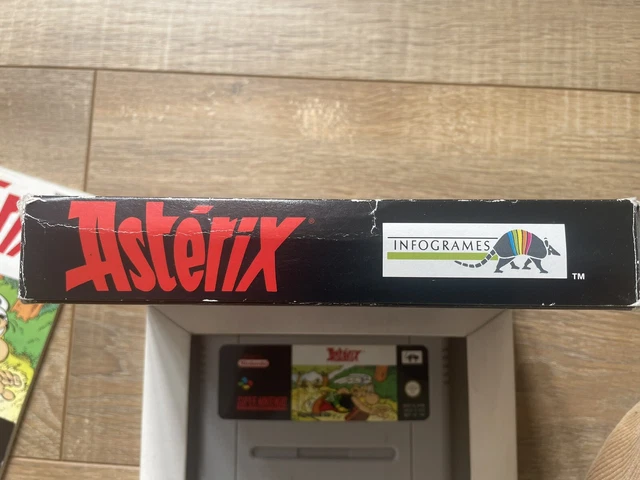 Astérix
INFOGRAMES
TM
Nintendo
Astérix
SUPER NINTENDO